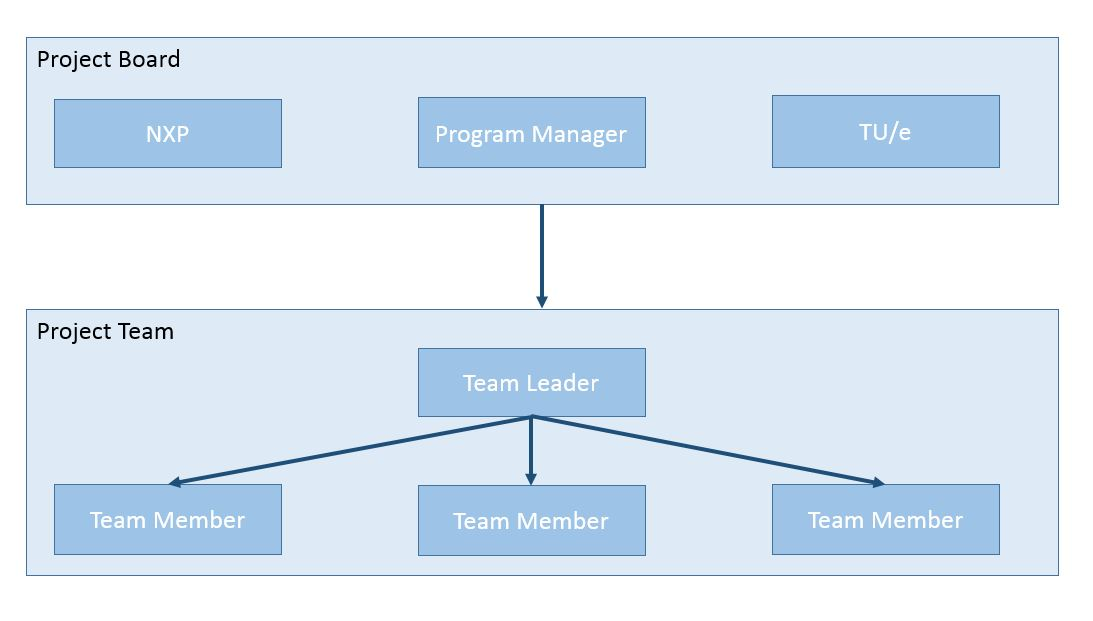 Project Board
NXP
Program Manager
TU/e
Project Team
Team Leader
Team Member
Team Member
Team Member